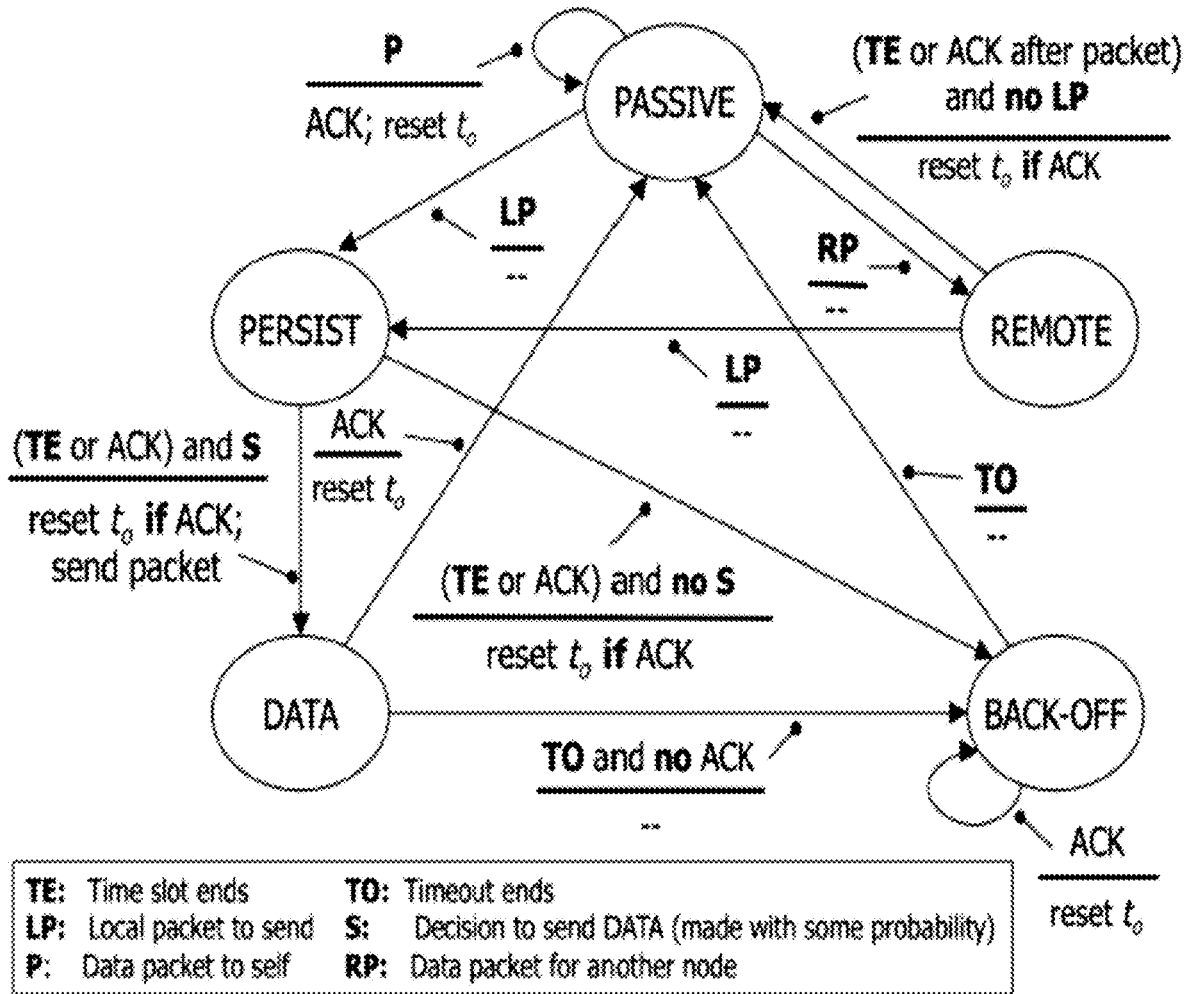 P
ACK; reset t₀
PASSIVE
(TE or ACK after packet)
and no LP
reset t₀ if ACK
LP
--
RP
--
PERSIST
REMOTE
LP
--
(TE or ACK) and S
reset t₀ if ACK;
send packet
ACK
reset t₀
TO
--
(TE or ACK) and no S
reset t₀ if ACK
DATA
BACK-OFF
TO and no ACK
--
ACK
reset t₀
TE: Time slot ends TO: Timeout ends
LP: Local packet to send S: Decision to send DATA (made with some probability)
P: Data packet to self RP: Data packet for another node